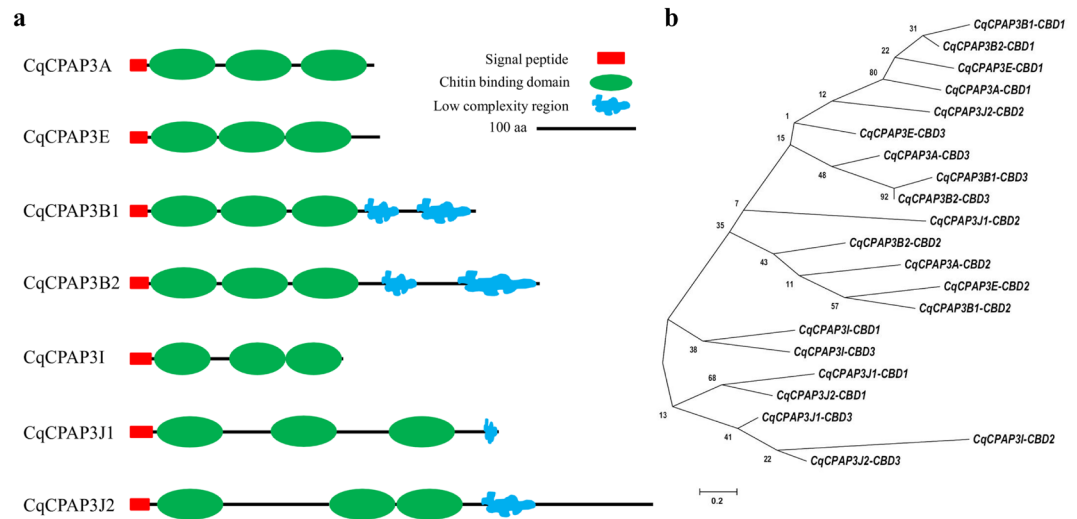 a
CqCPAP3A
CqCPAP3E
CqCPAP3B1
CqCPAP3B2
CqCPAP3I
CqCPAP3J1
CqCPAP3J2
Signal peptide
Chitin binding domain
Low complexity region
100 aa
b
CqCPAP3B1-CBD1
31
CqCPAP3B2-CBD1
22
CqCPAP3E-CBD1
80
CqCPAP3A-CBD1
12
CqCPAP3J2-CBD2
1
CqCPAP3E-CBD3
15
CqCPAP3A-CBD3
48
CqCPAP3B1-CBD3
92
CqCPAP3B2-CBD3
7
CqCPAP3J1-CBD2
35
CqCPAP3B2-CBD2
43
CqCPAP3A-CBD2
11
CqCPAP3E-CBD2
57
CqCPAP3B1-CBD2
CqCPAP3I-CBD1
38
CqCPAP3I-CBD3
CqCPAP3J1-CBD1
68
CqCPAP3J2-CBD1
13
CqCPAP3J1-CBD3
41
CqCPAP3I-CBD2
22
CqCPAP3J2-CBD3
0.2